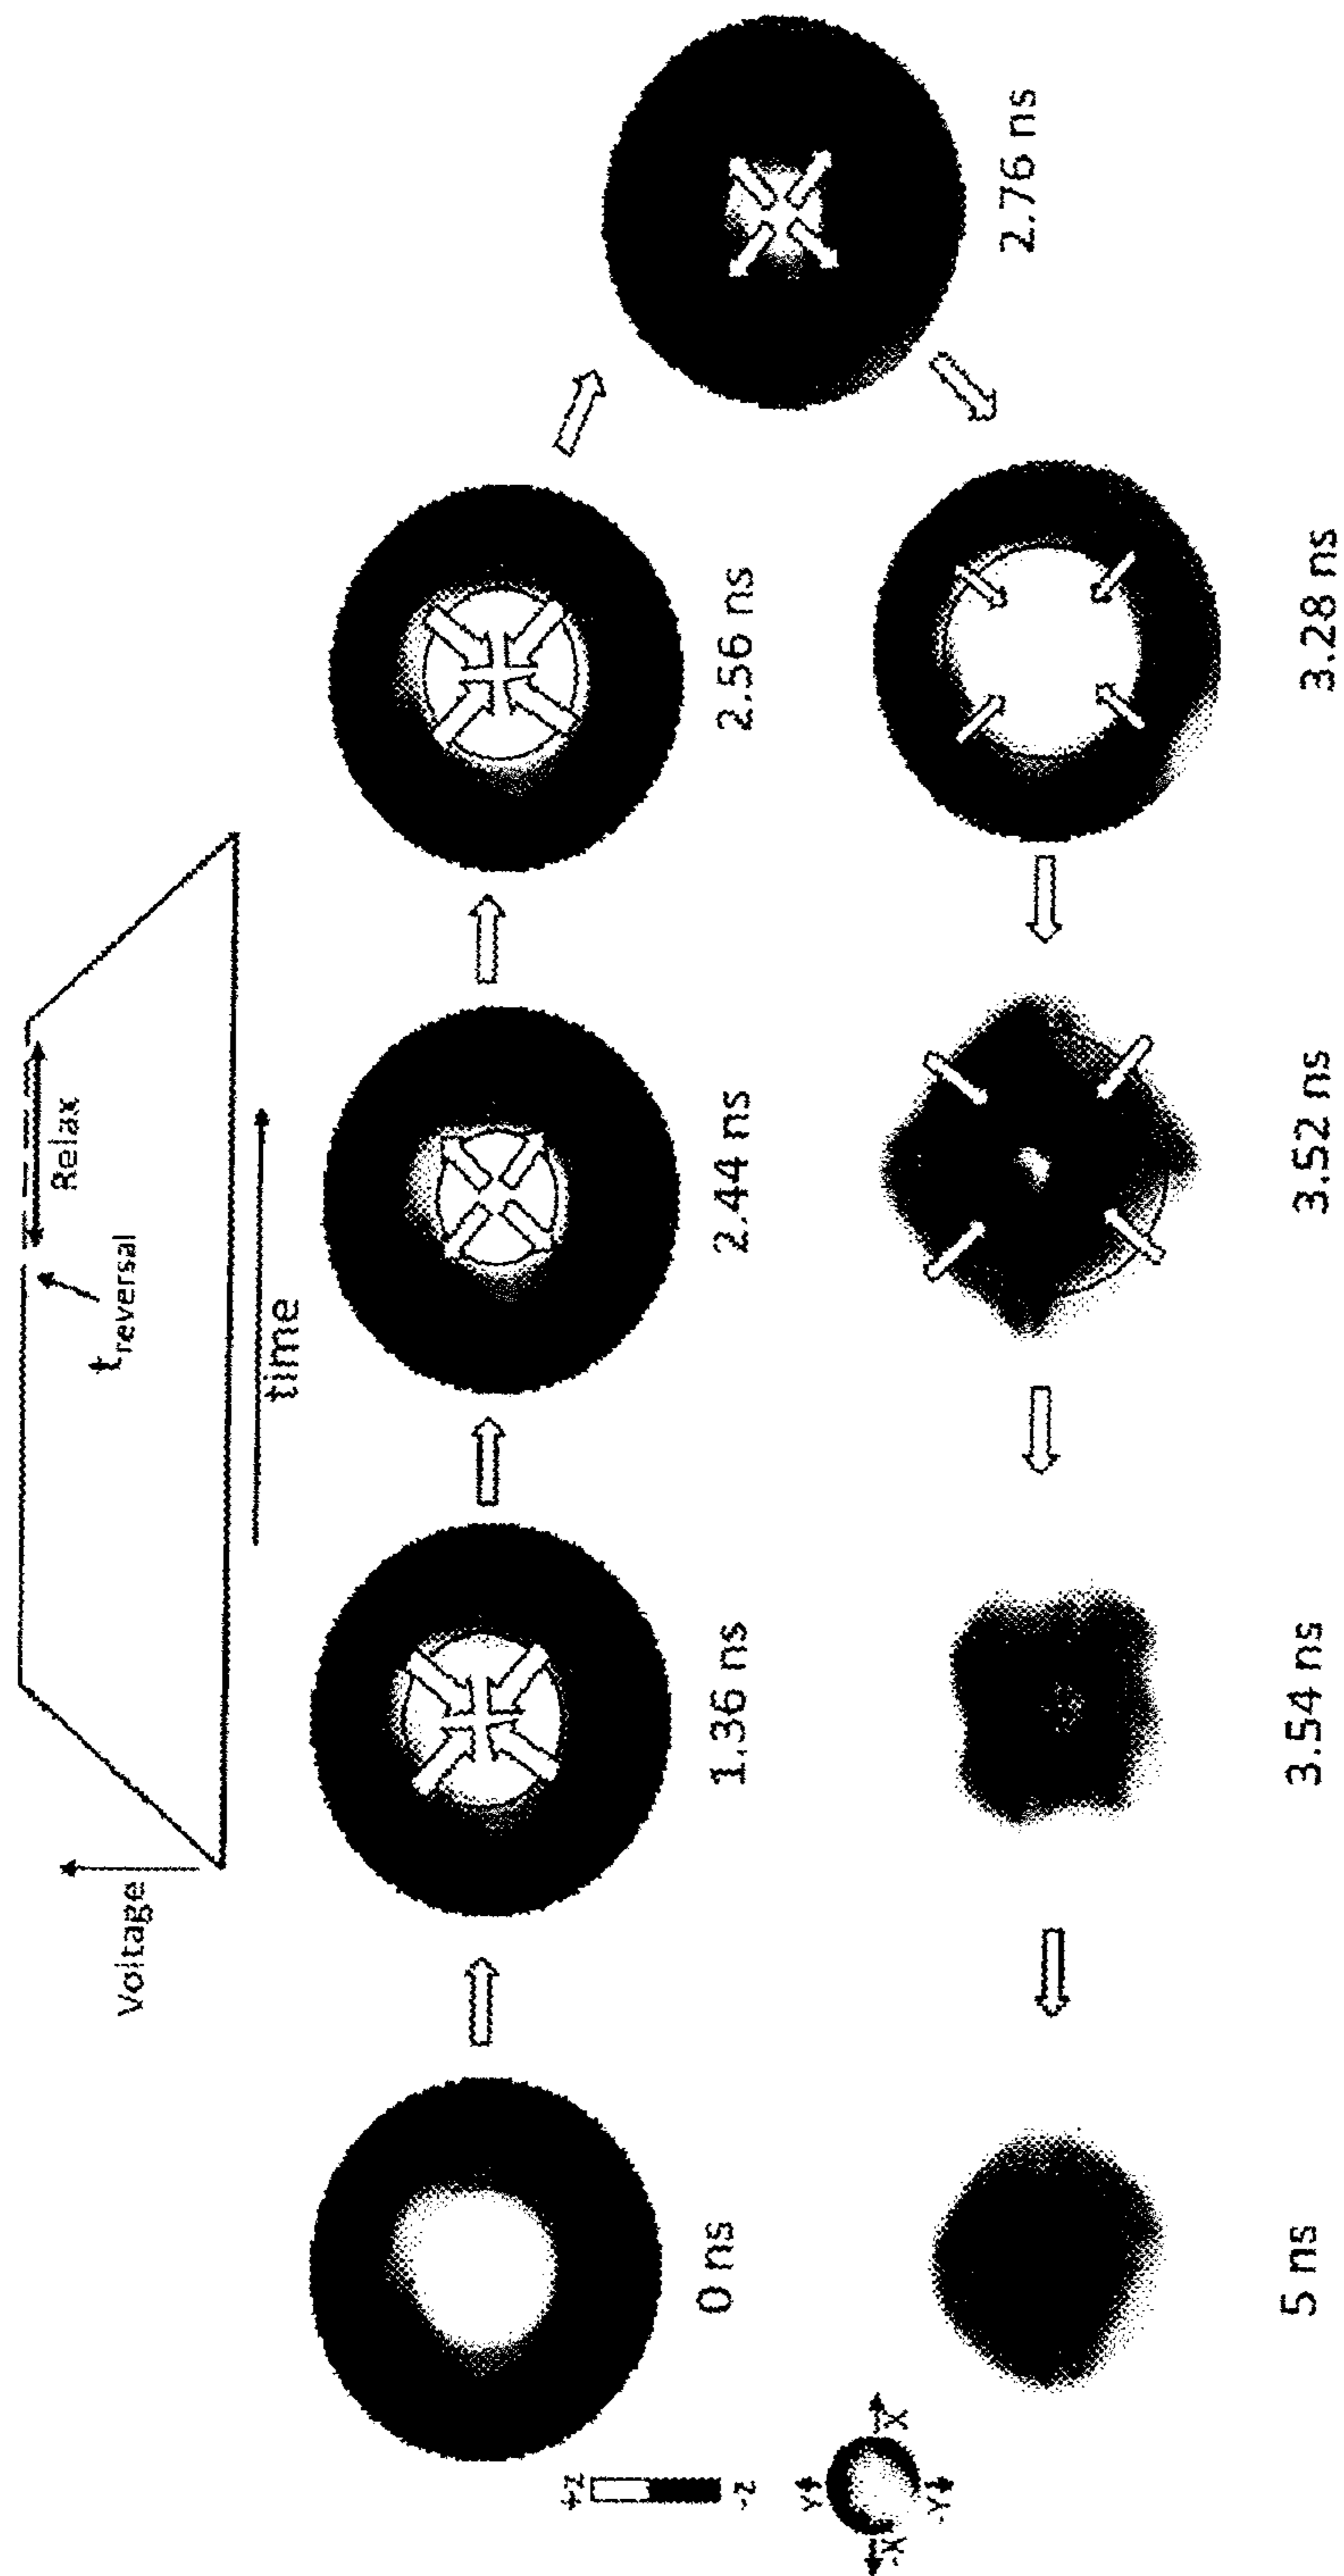 Voltage
t_reversal
Relax
time
0 ns
1.36 ns
2.44 ns
2.56 ns
2.76 ns
3.28 ns
3.52 ns
3.54 ns
5 ns
+z
-z
Y
-X
X
-Y